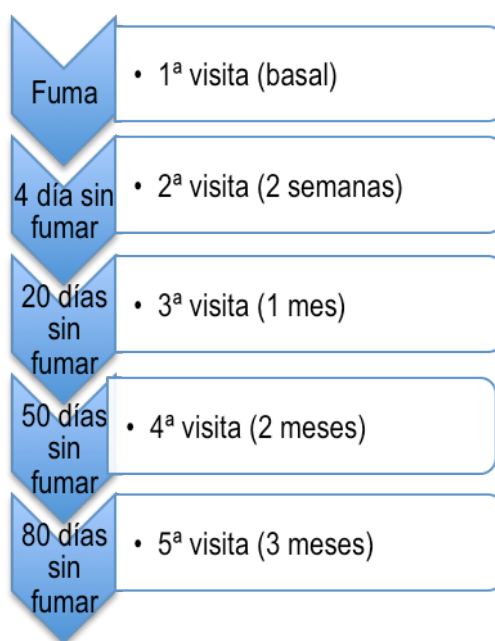 Fuma
• 1ª visita (basal)
4 día sin
fumar
• 2ª visita (2 semanas)
20 días
sin
fumar
• 3ª visita (1 mes)
50 días
sin
fumar
• 4ª visita (2 meses)
80 días
sin
fumar
• 5ª visita (3 meses)